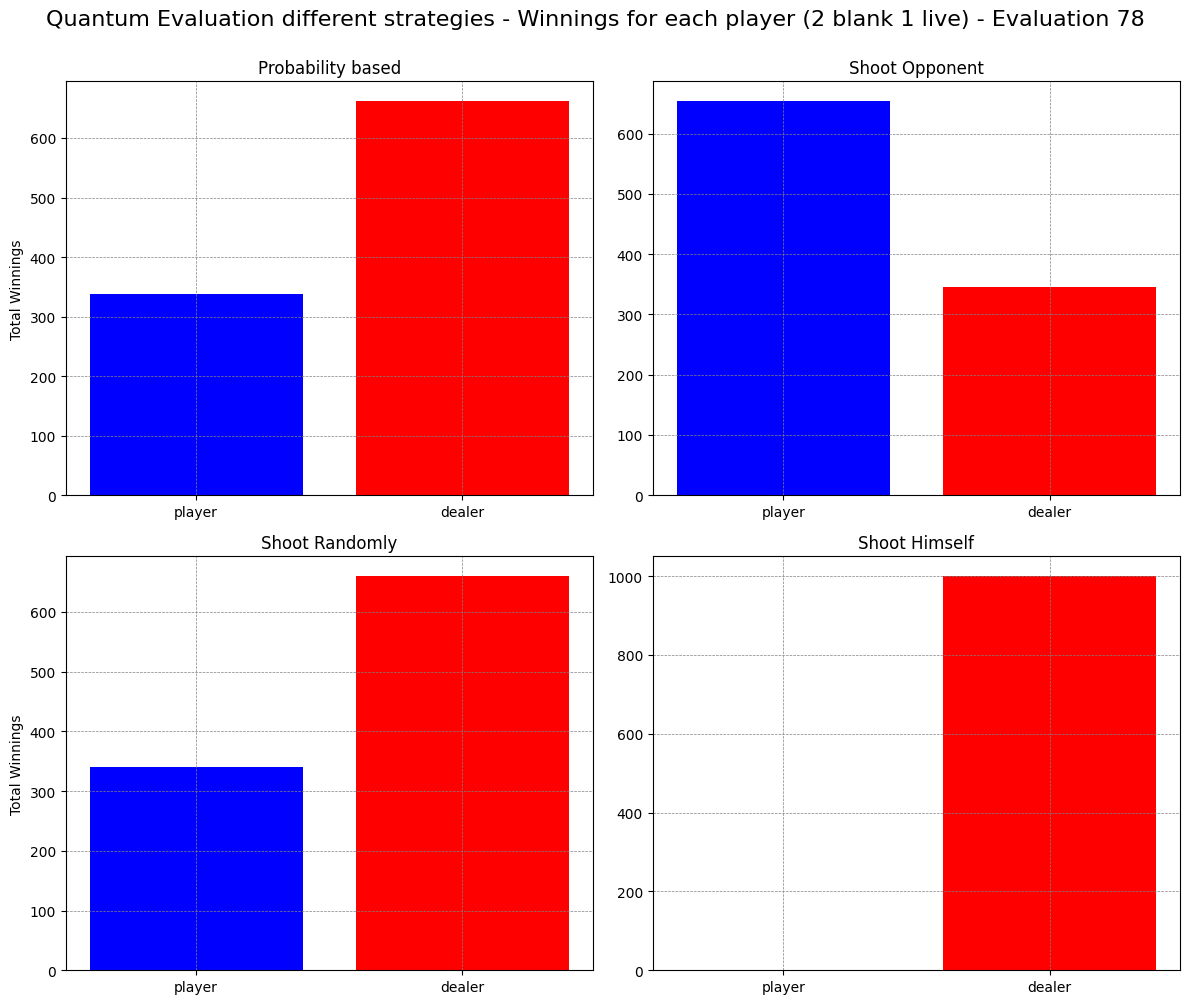 Quantum Evaluation different strategies - Winnings for each player (2 blank 1 live) - Evaluation 78
Probability based
Total Winnings
600
500
400
300
200
100
0
player dealer
Shoot Opponent
600
500
400
300
200
100
0
player dealer
Shoot Randomly
Total Winnings
600
500
400
300
200
100
0
player dealer
Shoot Himself
1000
800
600
400
200
0
player dealer